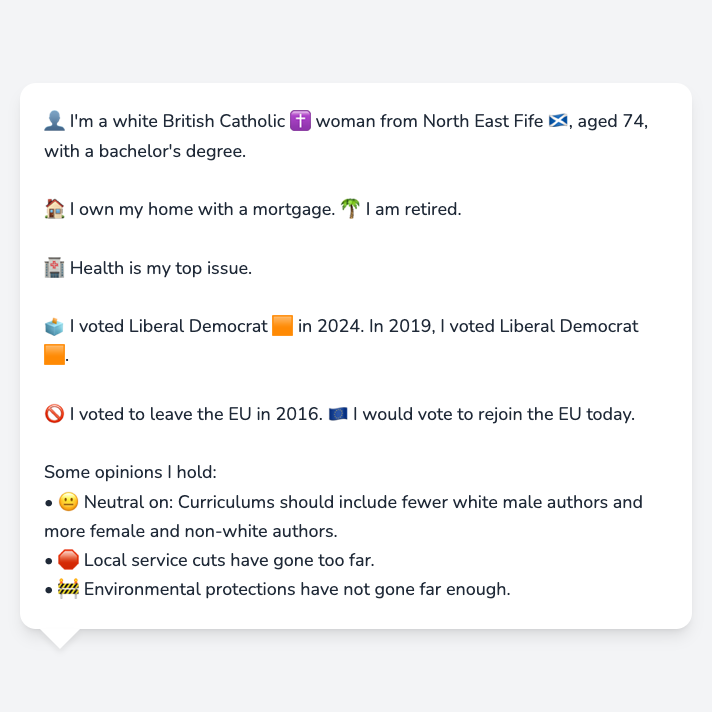 👤 I'm a white British Catholic ✝️ woman from North East Fife 🏴󠁧󠁢󠁳󠁣󠁴󠁿, aged 74,
with a bachelor's degree.
🏠 I own my home with a mortgage. 🌴 I am retired.
🏥 Health is my top issue.
🗳️ I voted Liberal Democrat 🟧 in 2024. In 2019, I voted Liberal Democrat
🟧.
🚫 I voted to leave the EU in 2016. 🇪🇺 I would vote to rejoin the EU today.
Some opinions I hold:
• 😐 Neutral on: Curriculums should include fewer white male authors and
more female and non-white authors.
• 🛑 Local service cuts have gone too far.
• 🚧 Environmental protections have not gone far enough.